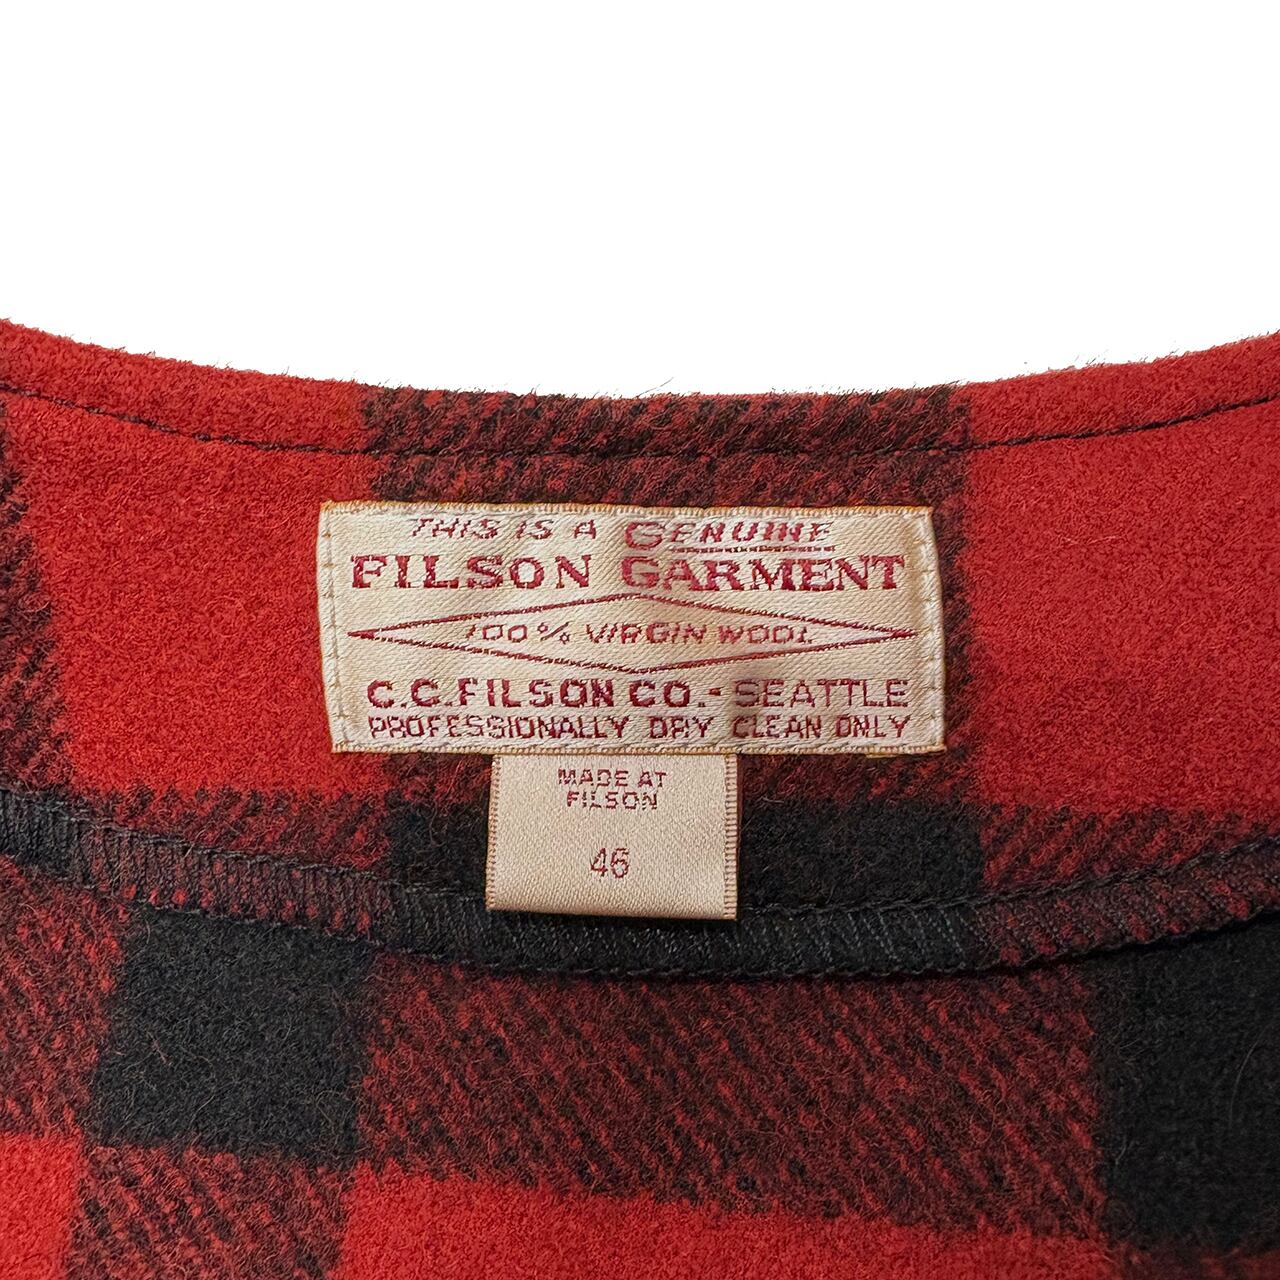 THIS IS A GENUINE
FILSON GARMENT
100% VIRGIN WOOL
C.C. FILSON CO. - SEATTLE
PROFESSIONALLY DRY CLEAN ONLY
MADE AT
FILSON
46